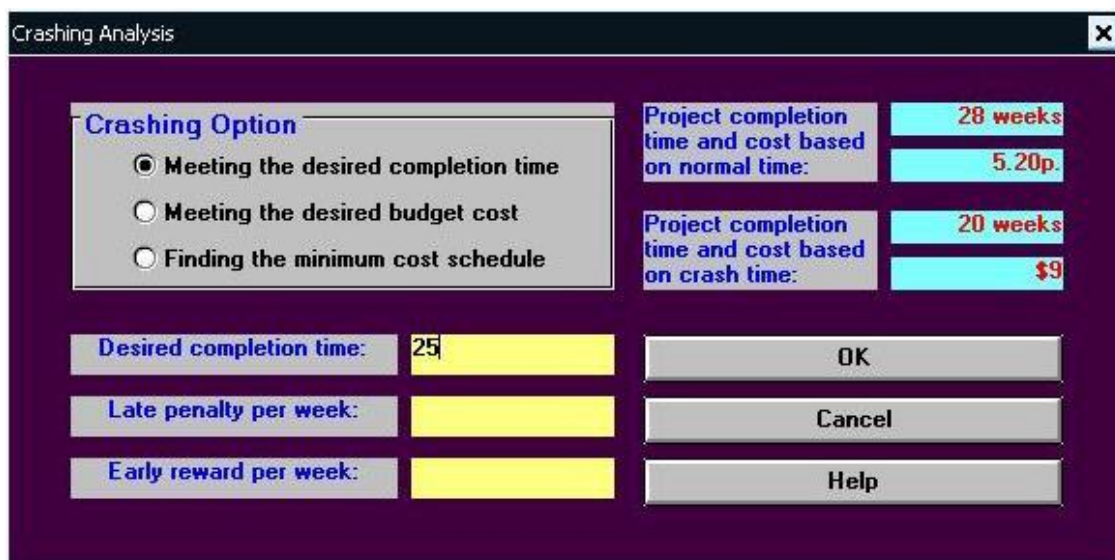 Crashing Analysis
Crashing Option
Meeting the desired completion time
Meeting the desired budget cost
Finding the minimum cost schedule
Project completion
time and cost based
on normal time:
28 weeks
5.20p.
Project completion
time and cost based
on crash time:
20 weeks
$9
Desired completion time:
25
Late penalty per week:
Early reward per week:
OK
Cancel
Help